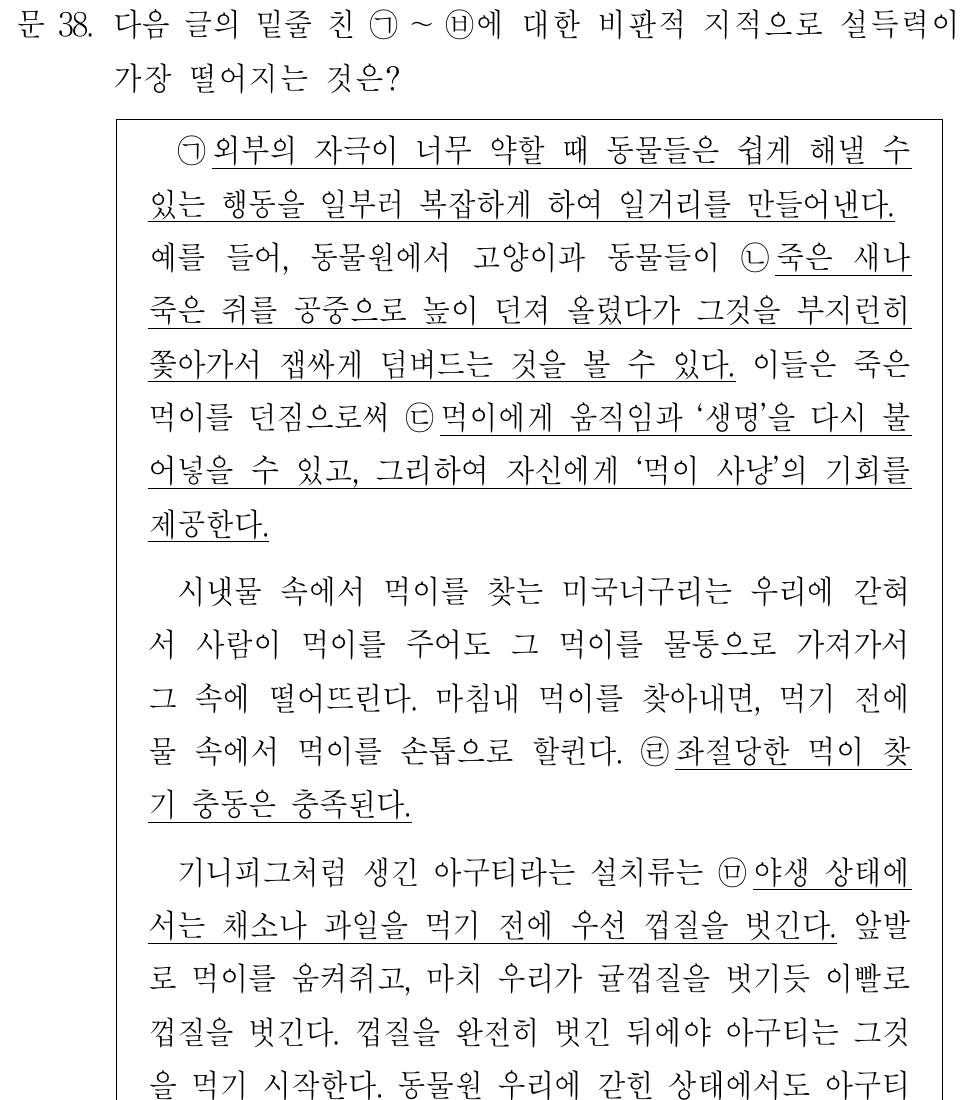 문 38. 다음 글의 밑줄 친 ㉠ ~ ㉥에 대한 비판적 지적으로 설득력이
가장 떨어지는 것은?
㉠외부의 자극이 너무 약할 때 동물들은 쉽게 해낼 수
있는 행동을 일부러 복잡하게 하여 일거리를 만들어낸다.
예를 들어, 동물원에서 고양이과 동물들이 ㉡죽은 새나
죽은 쥐를 공중으로 높이 던져 올렸다가 그것을 부지런히
쫓아가서 잽싸게 덤벼드는 것을 볼 수 있다. 이들은 죽은
먹이를 던짐으로써 ㉢먹이에게 움직임과 ‘생명’을 다시 불
어넣을 수 있고, 그리하여 자신에게 ‘먹이 사냥’의 기회를
제공한다.
시냇물 속에서 먹이를 찾는 미국너구리는 우리에 갇혀
서 사람이 먹이를 주어도 그 먹이를 물통으로 가져가서
그 속에 떨어뜨린다. 마침내 먹이를 찾아내면, 먹기 전에
물 속에서 먹이를 손톱으로 할퀸다. ㉣좌절당한 먹이 찾
기 충동은 충족된다.
기니피그처럼 생긴 아구티라는 설치류는 ㉤야생 상태에
서는 채소나 과일을 먹기 전에 우선 껍질을 벗긴다. 앞발
로 먹이를 움켜쥐고, 마치 우리가 귤껍질을 벗기듯 이빨로
껍질을 벗긴다. 껍질을 완전히 벗긴 뒤에야 아구티는 그것
을 먹기 시작한다. 동물원 우리에 갇힌 상태에서도 아구티